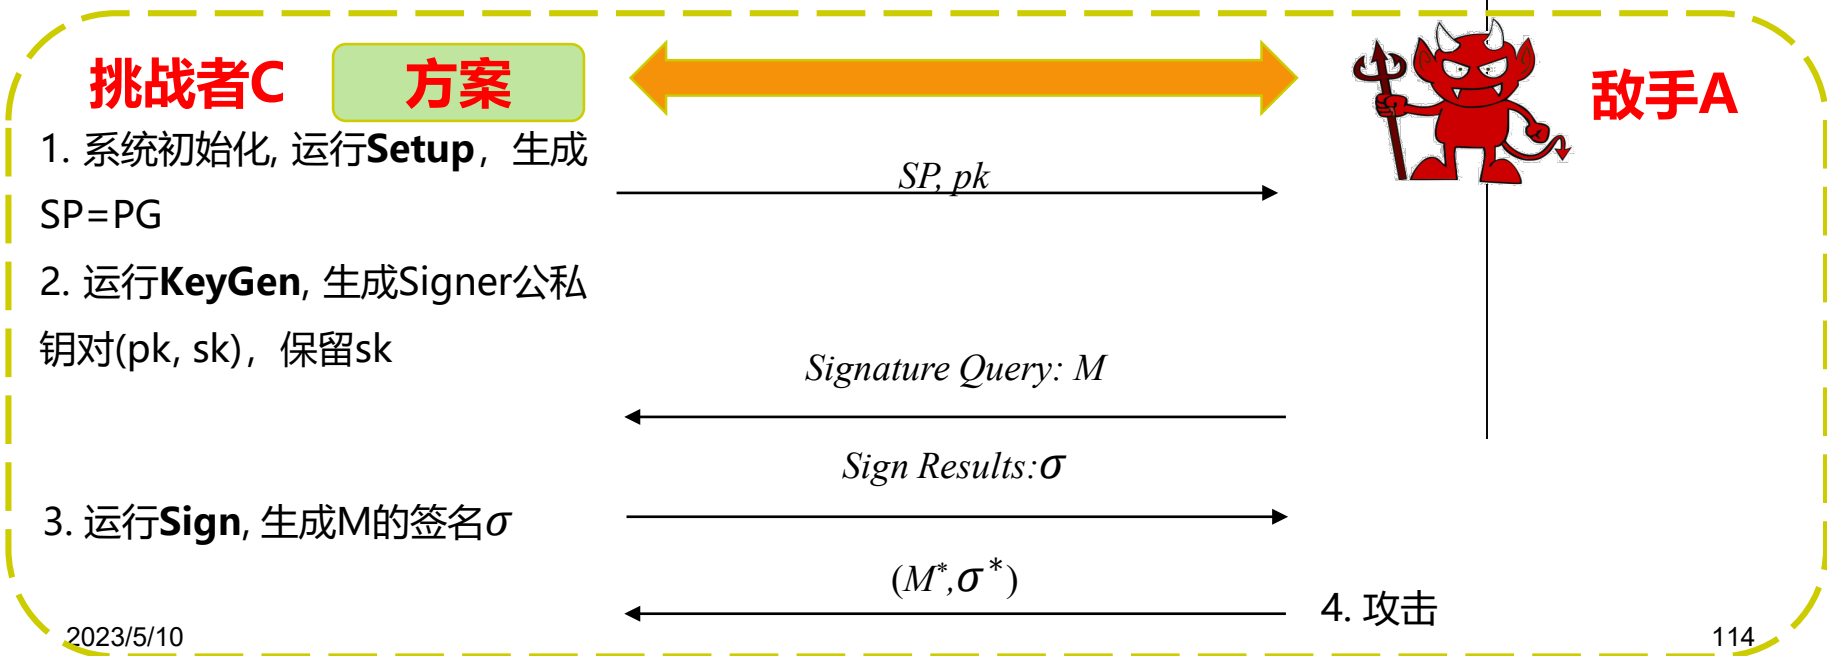 挑战者C
方案
敌手A
1. 系统初始化, 运行Setup，生成
SP=PG
SP, pk
2. 运行KeyGen, 生成Signer公私
钥对(pk, sk)，保留sk
Signature Query: M
Sign Results:σ
3. 运行Sign, 生成M的签名σ
(M*,σ*)
4. 攻击
2023/5/10
114